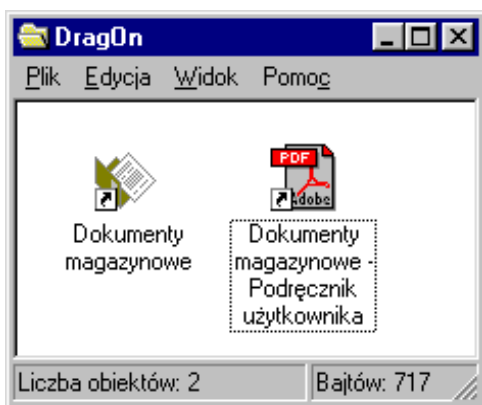 DragOn
Plik Edycja Widok Pomoc
PDF
Adobe
Dokumenty
magazynowe
Dokumenty
magazynowe -
Podręcznik
użytkownika
Liczba obiektów: 2 Bajtów: 717